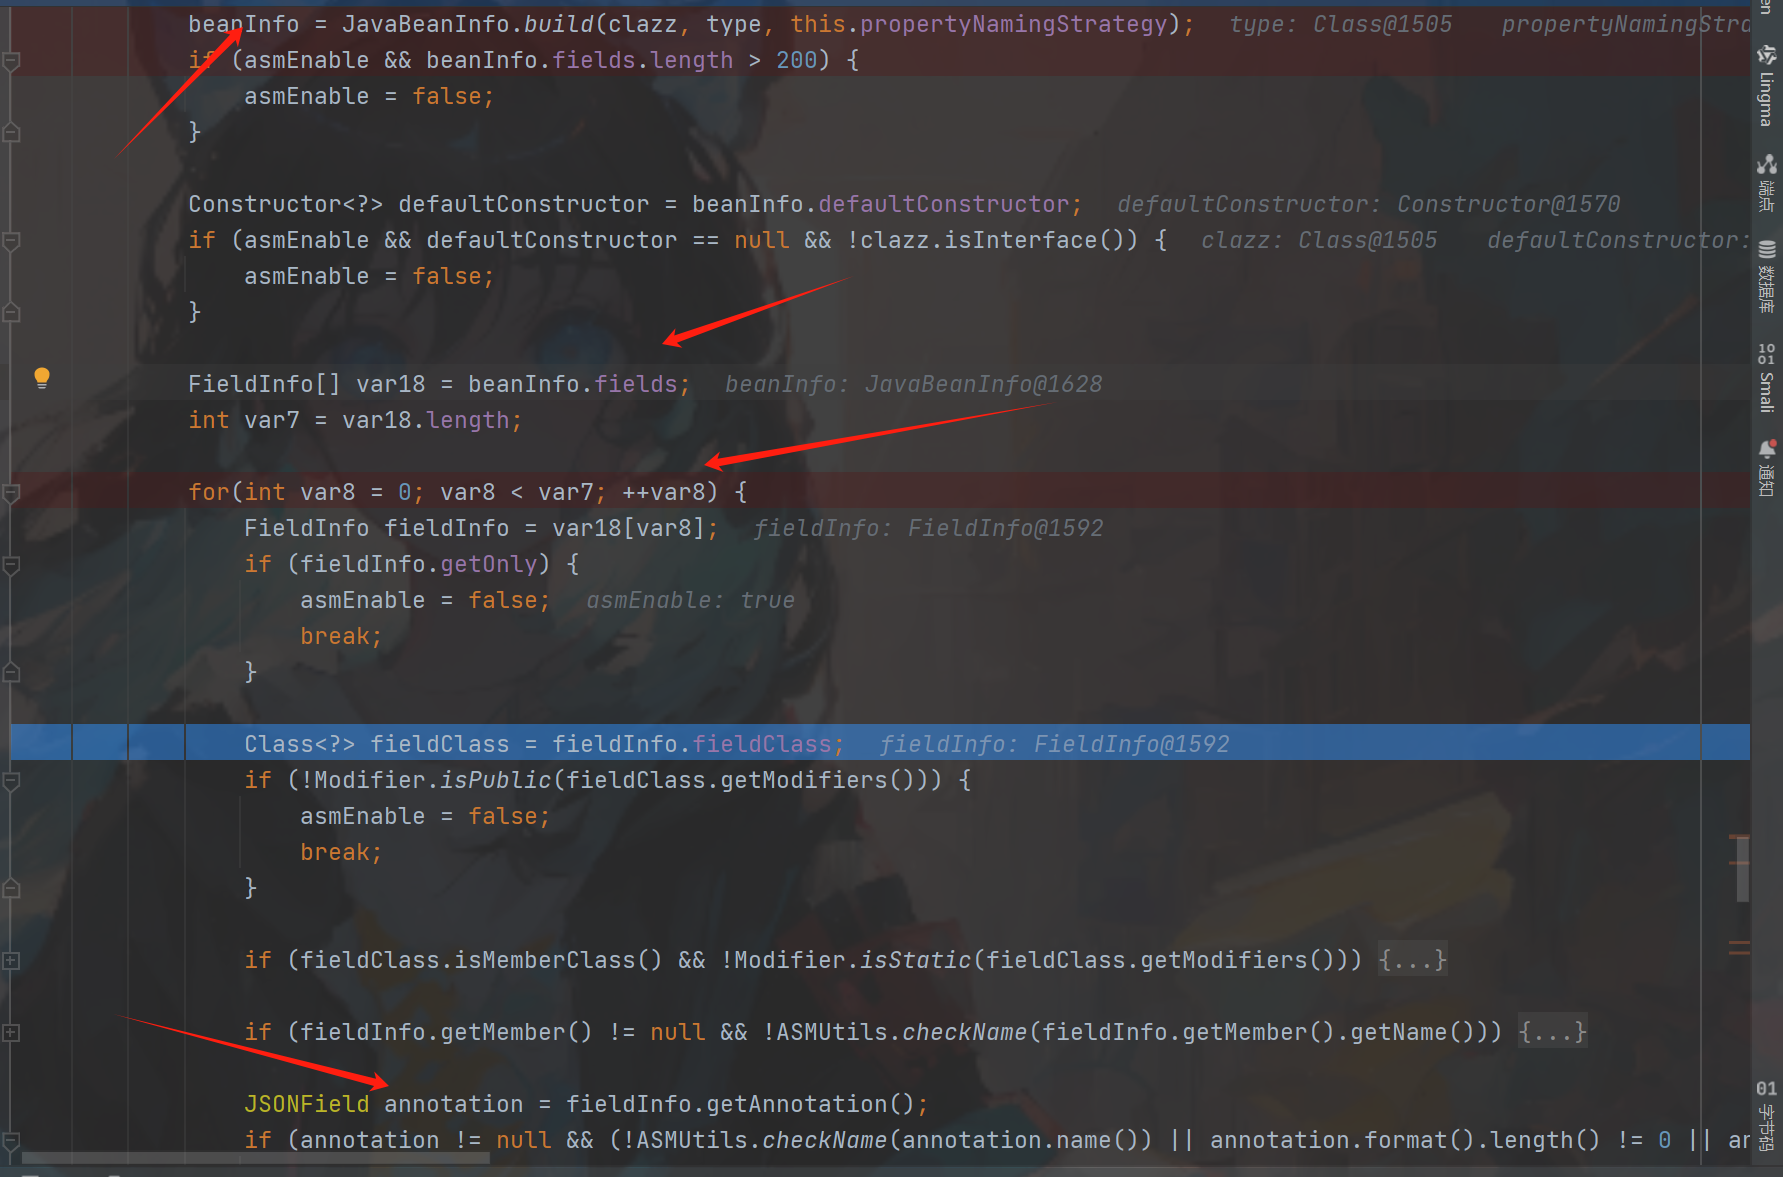 beanInfo = JavaBeanInfo.build(clazz, type, this.propertyNamingStrategy); type: Class@1505 propertyNamingStra
if (asmEnable && beanInfo.fields.length > 200) {
asmEnable = false;
}
Constructor<?> defaultConstructor = beanInfo.defaultConstructor; defaultConstructor: Constructor@1570
if (asmEnable && defaultConstructor == null && !clazz.isInterface()) { clazz: Class@1505 defaultConstructor:
asmEnable = false;
}
FieldInfo[] var18 = beanInfo.fields; beanInfo: JavaBeanInfo@1628
int var7 = var18.length;
for(int var8 = 0; var8 < var7; ++var8) {
FieldInfo fieldInfo = var18[var8]; fieldInfo: FieldInfo@1592
if (fieldInfo.getOnly) {
asmEnable = false; asmEnable: true
break;
}
Class<?> fieldClass = fieldInfo.fieldClass; fieldInfo: FieldInfo@1592
if (!Modifier.isPublic(fieldClass.getModifiers())) {
asmEnable = false;
break;
}
if (fieldClass.isMemberClass() && !Modifier.isStatic(fieldClass.getModifiers())) {...}
if (fieldInfo.getMember() != null && !ASMUtils.checkName(fieldInfo.getMember().getName())) {...}
JSONField annotation = fieldInfo.getAnnotation();
if (annotation != null && (!ASMUtils.checkName(annotation.name()) || annotation.format().length() != 0 || an
en
Lingma
端点
数据库
Smali
通知
字节码